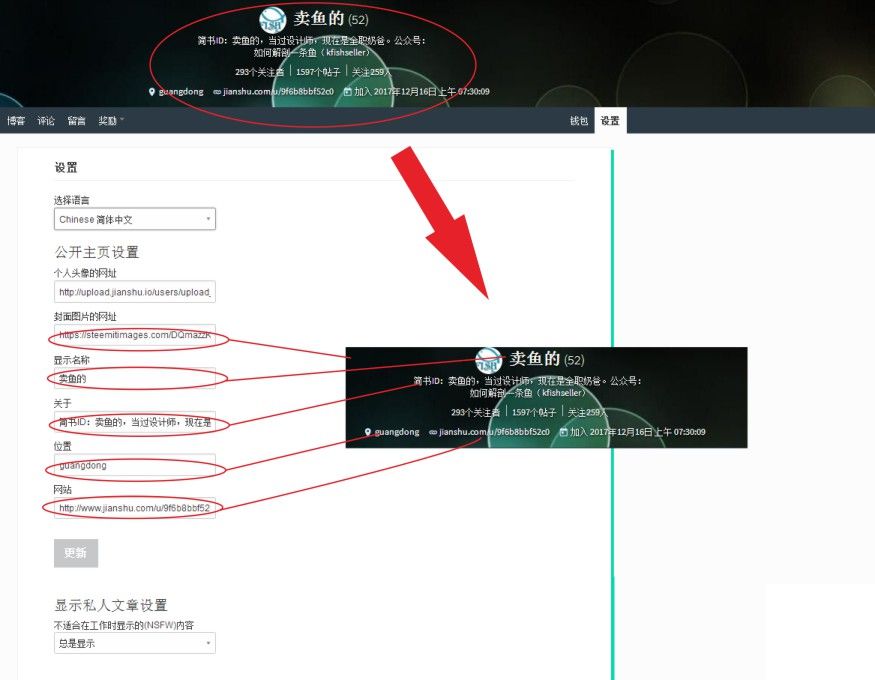 卖鱼的 (52)
简书ID：卖鱼的，当过设计师，现在是全职奶爸。公众号：
如何解剖一条鱼（kfishseller）
293个关注者 1597个帖子 关注259人
guangdong jianshu.com/u/9f6b8bbf52c0 加入 2017年12月16日上午 07:30:09
博客 评论 留言 奖励 钱包 设置
设置
选择语言
Chinese 简体中文
公开主页设置
个人头像的网址
http://upload.jianshu.io/users/upload_
封面图片的网址
https://steemitimages.com/DQmazzK
显示名称
卖鱼的
关于
简书ID：卖鱼的，当过设计师，现在是
位置
guangdong
网站
http://www.jianshu.com/u/9f6b8bbf52
更新
显示私人文章设置
不适合在工作时显示的(NSFW)内容
总是显示
FISH
卖鱼的 (52)
简书ID：卖鱼的，当过设计师，现在是全职奶爸。公众号：
如何解剖一条鱼（kfishseller）
293个关注者 1597个帖子 关注259人
guangdong jianshu.com/u/9f6b8bbf52c0 加入 2017年12月16日上午 07:30:09